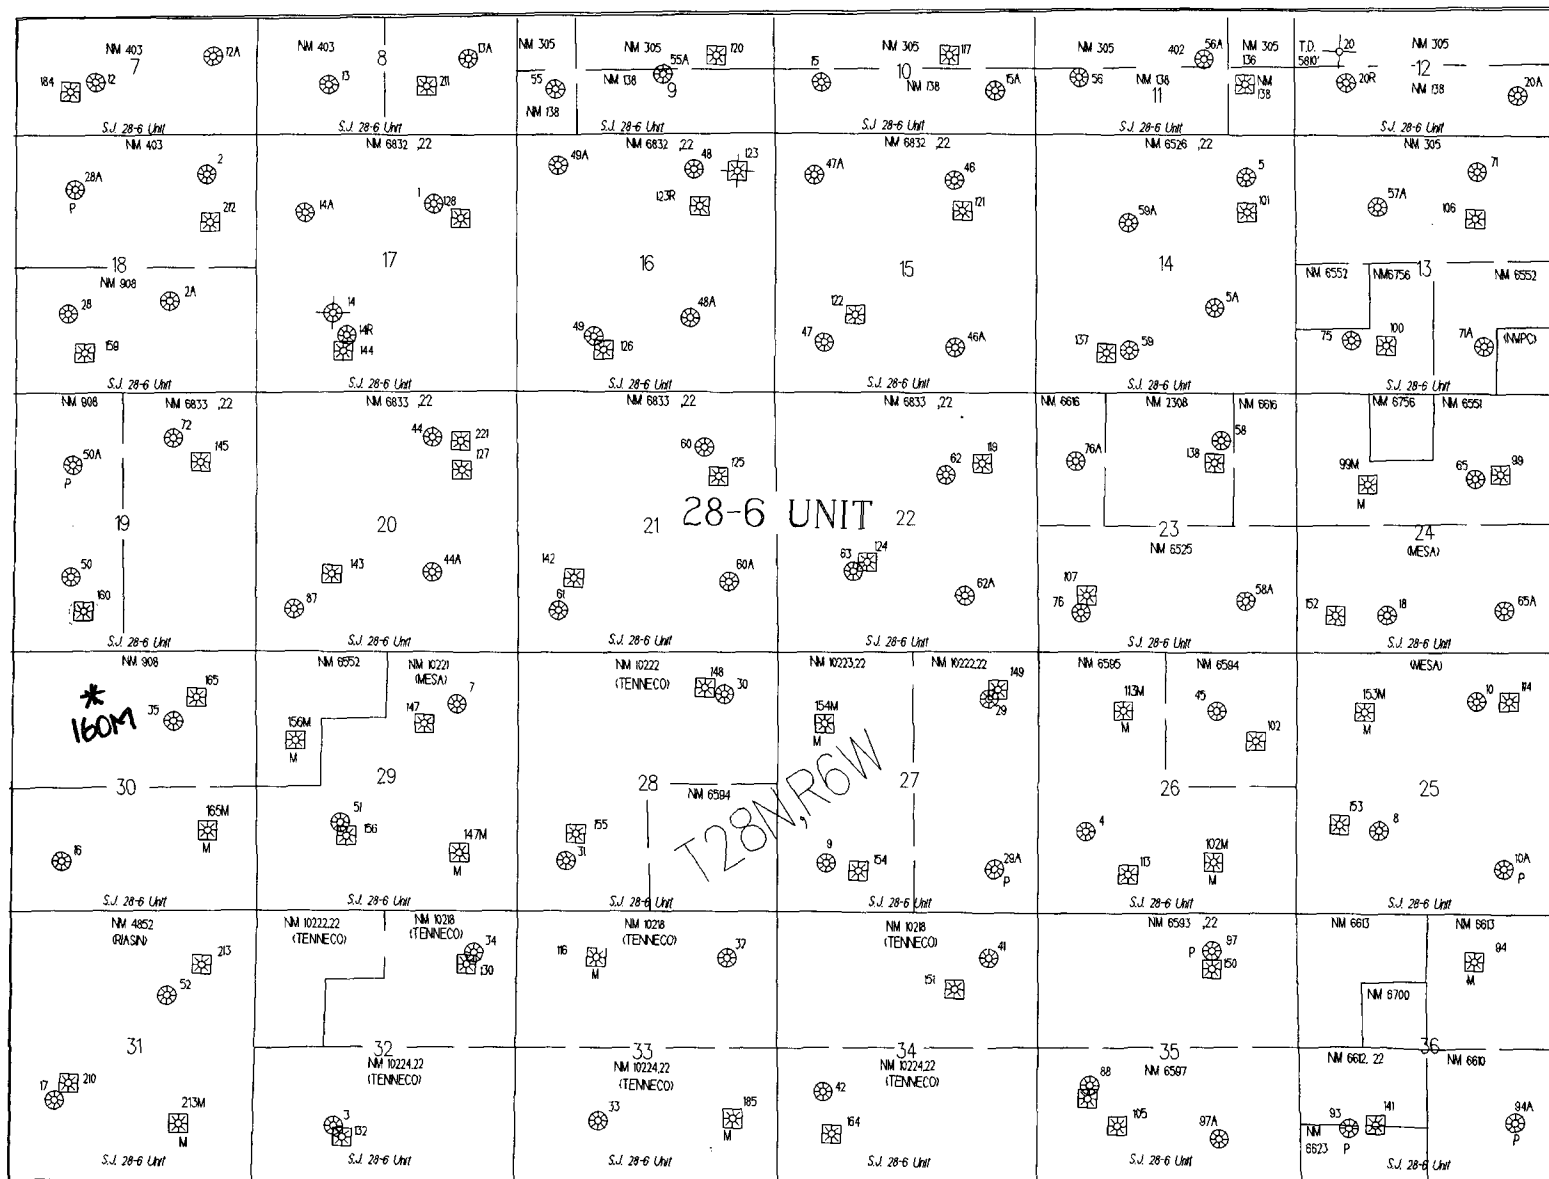 NM 403
7
184
12
12A
S.J. 28-6 Unit
NM 403
8
13
13A
211
S.J. 28-6 Unit
NM 305
55
NM 138
NM 305
55A
120
NM 138
9
S.J. 28-6 Unit
NM 305
15
117
10
NM 138
15A
S.J. 28-6 Unit
NM 305
402
56A
56
NM 138
11
NM 305
136
NM
138
S.J. 28-6 Unit
T.D.
5810'
20
NM 305
12
20R
NM 138
20A
S.J. 28-6 Unit
NM 403
28A
P
2
212
18
NM 908
28
2A
159
S.J. 28-6 Unit
NM 6832 ,22
14A
1
128
17
14
14R
144
S.J. 28-6 Unit
NM 6832 ,22
49A
48
123
123R
16
48A
49
126
S.J. 28-6 Unit
NM 6832 ,22
47A
46
121
15
122
47
46A
S.J. 28-6 Unit
NM 6526 ,22
5
59A
101
14
5A
137
59
S.J. 28-6 Unit
NM 305
71
57A
106
NM 6552
NM6756
13
NM 6552
75
100
71A
(NWPC)
S.J. 28-6 Unit
NM 908
NM 6833 ,22
72
50A
P
145
19
50
160
S.J. 28-6 Unit
NM 6833 ,22
44
221
127
20
143
44A
87
S.J. 28-6 Unit
NM 6833 ,22
60
125
21
142
61
60A
S.J. 28-6 Unit
28-6 UNIT
NM 6833 ,22
119
62
22
63
124
62A
S.J. 28-6 Unit
NM 6616
NM 2308
NM 6616
76A
58
138
23
NM 6525
107
76
58A
S.J. 28-6 Unit
NM 6756
NM 6551
99M
M
65
99
24
(MESA)
152
18
65A
S.J. 28-6 Unit
NM 908
*
160M
165
35
30
165M
M
16
S.J. 28-6 Unit
NM 6552
NM 10221
(MESA)
7
147
156M
M
29
51
156
147M
M
S.J. 28-6 Unit
NM 10222
(TENNECO)
148
30
28
NM 6594
155
31
S.J. 28-6 Unit
T28N,R6W
NM 10223,22
NM 10222,22
149
29
154M
M
27
9
154
29A
P
S.J. 28-6 Unit
NM 6595
NM 6594
113M
M
45
102
26
4
113
102M
M
S.J. 28-6 Unit
(MESA)
153M
M
10
114
25
153
8
10A
P
S.J. 28-6 Unit
NM 4852
213
52
31
17
210
213M
M
S.J. 28-6 Unit
NM 10222,22
(TENNECO)
NM 10218
(TENNECO)
34
130
32
NM 10224,22
(TENNECO)
3
132
S.J. 28-6 Unit
NM 10218
(TENNECO)
116
M
37
33
NM 10224,22
(TENNECO)
33
185
M
S.J. 28-6 Unit
NM 10218
(TENNECO)
41
151
34
NM 10224,22
(TENNECO)
42
164
S.J. 28-6 Unit
NM 6593 ,22
97
P
150
35
NM 6597
88
105
97A
S.J. 28-6 Unit
NM 6613
NM 6613
94
M
NM 6700
36
NM 6612, 22
NM 6610
93
141
94A
P
NM
6623
P
S.J. 28-6 Unit